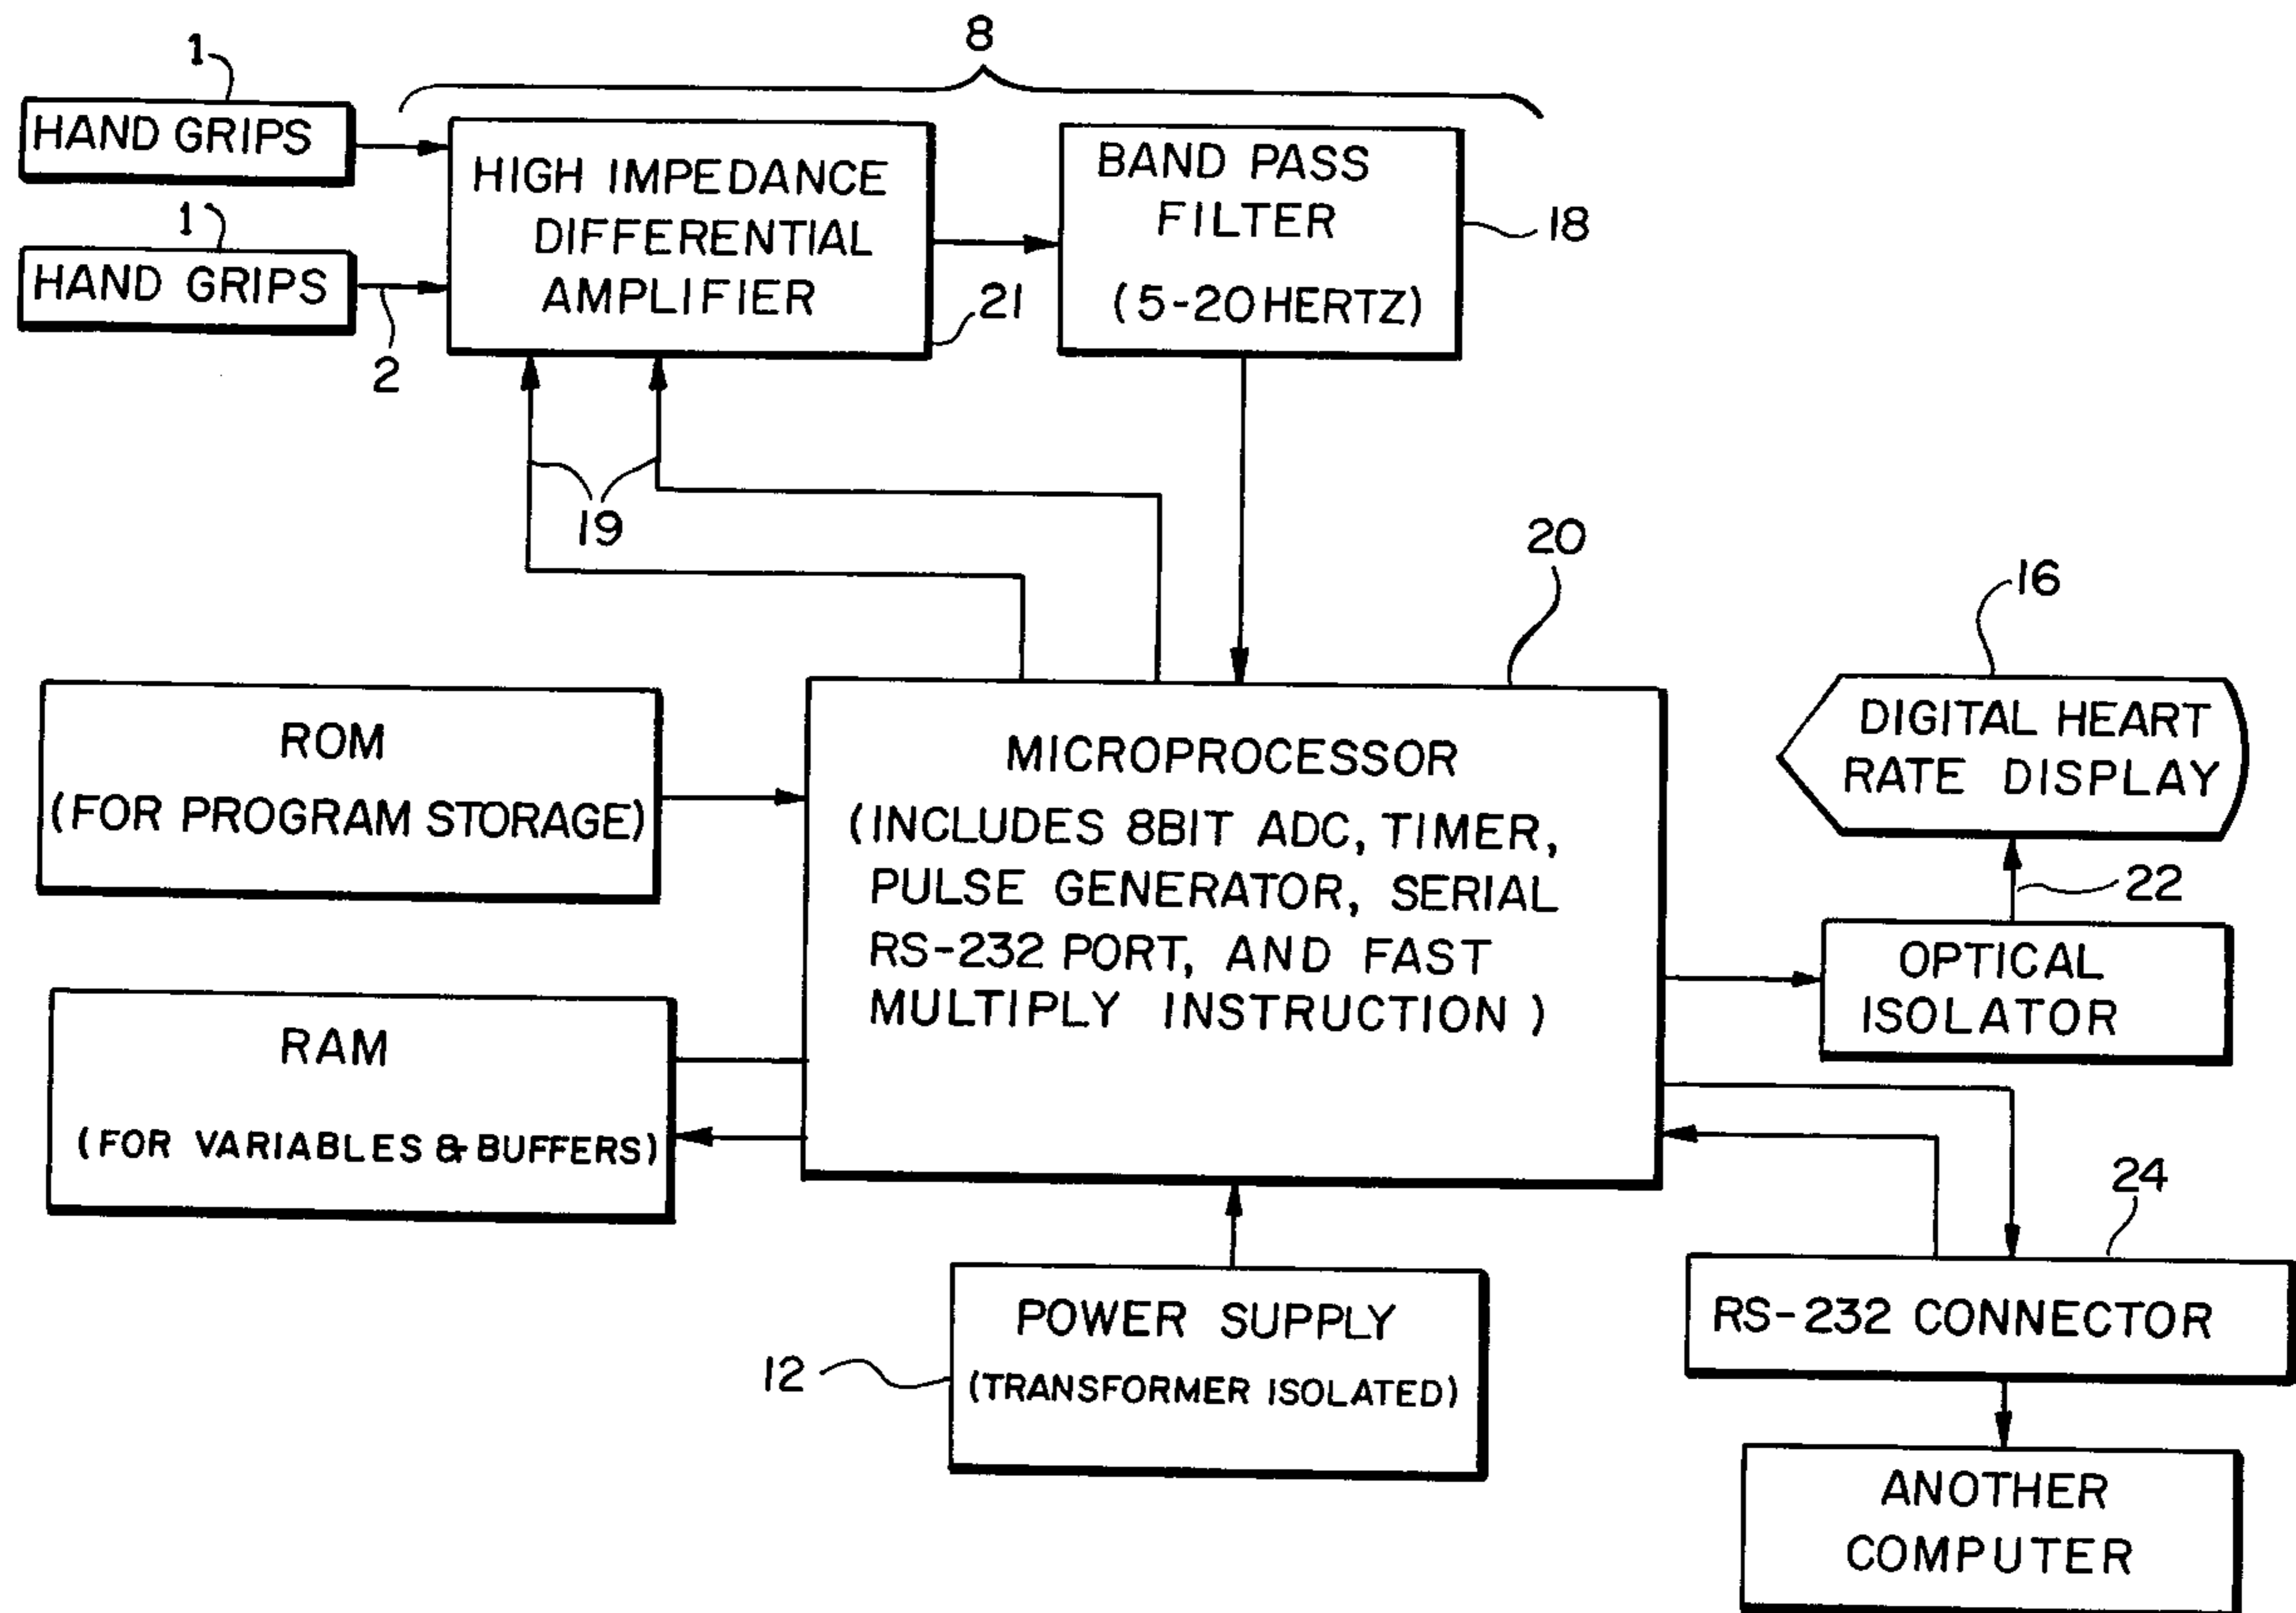 8
1
HAND GRIPS
1
HAND GRIPS
2
HIGH IMPEDANCE
DIFFERENTIAL
AMPLIFIER
21
BAND PASS
FILTER
(5-20 HERTZ)
18
19
20
16
ROM
(FOR PROGRAM STORAGE)
RAM
(FOR VARIABLES & BUFFERS)
MICROPROCESSOR
(INCLUDES 8BIT ADC, TIMER,
PULSE GENERATOR, SERIAL
RS-232 PORT, AND FAST
MULTIPLY INSTRUCTION)
DIGITAL HEART
RATE DISPLAY
22
OPTICAL
ISOLATOR
24
RS-232 CONNECTOR
POWER SUPPLY
(TRANSFORMER ISOLATED)
12
ANOTHER
COMPUTER